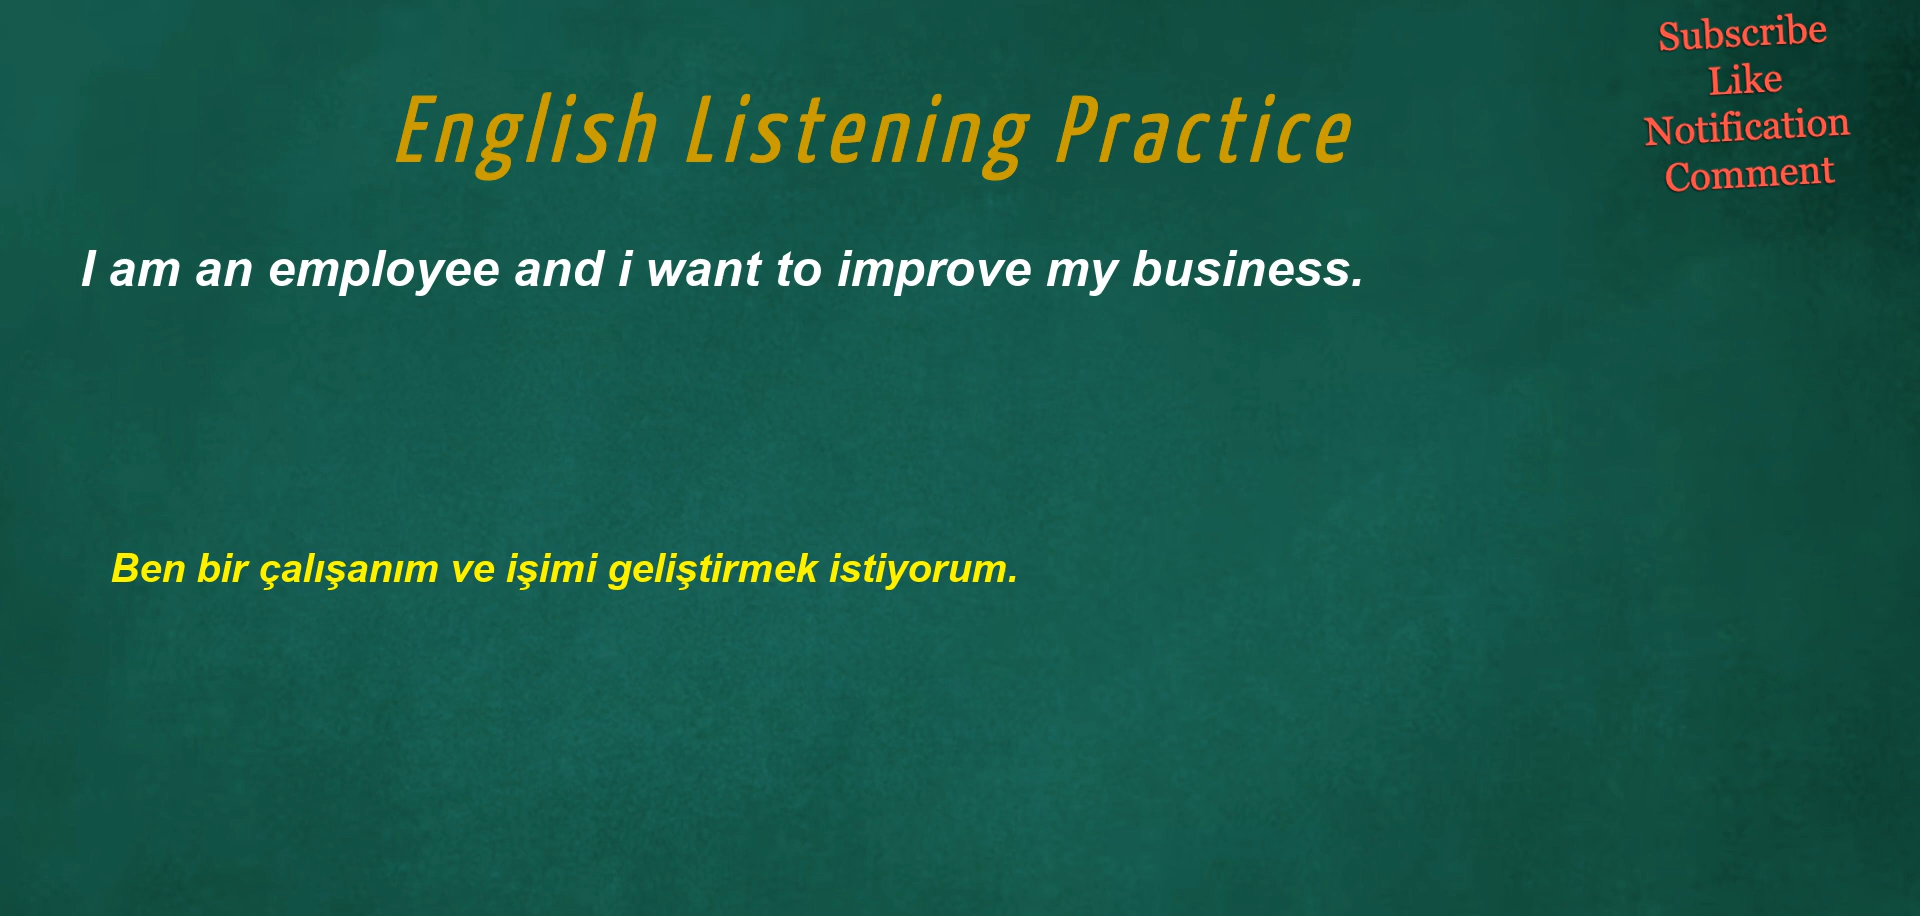 English Listening Practice
Subscribe
Like
Notification
Comment
I am an employee and i want to improve my business.
Ben bir çalışanım ve işimi geliştirmek istiyorum.